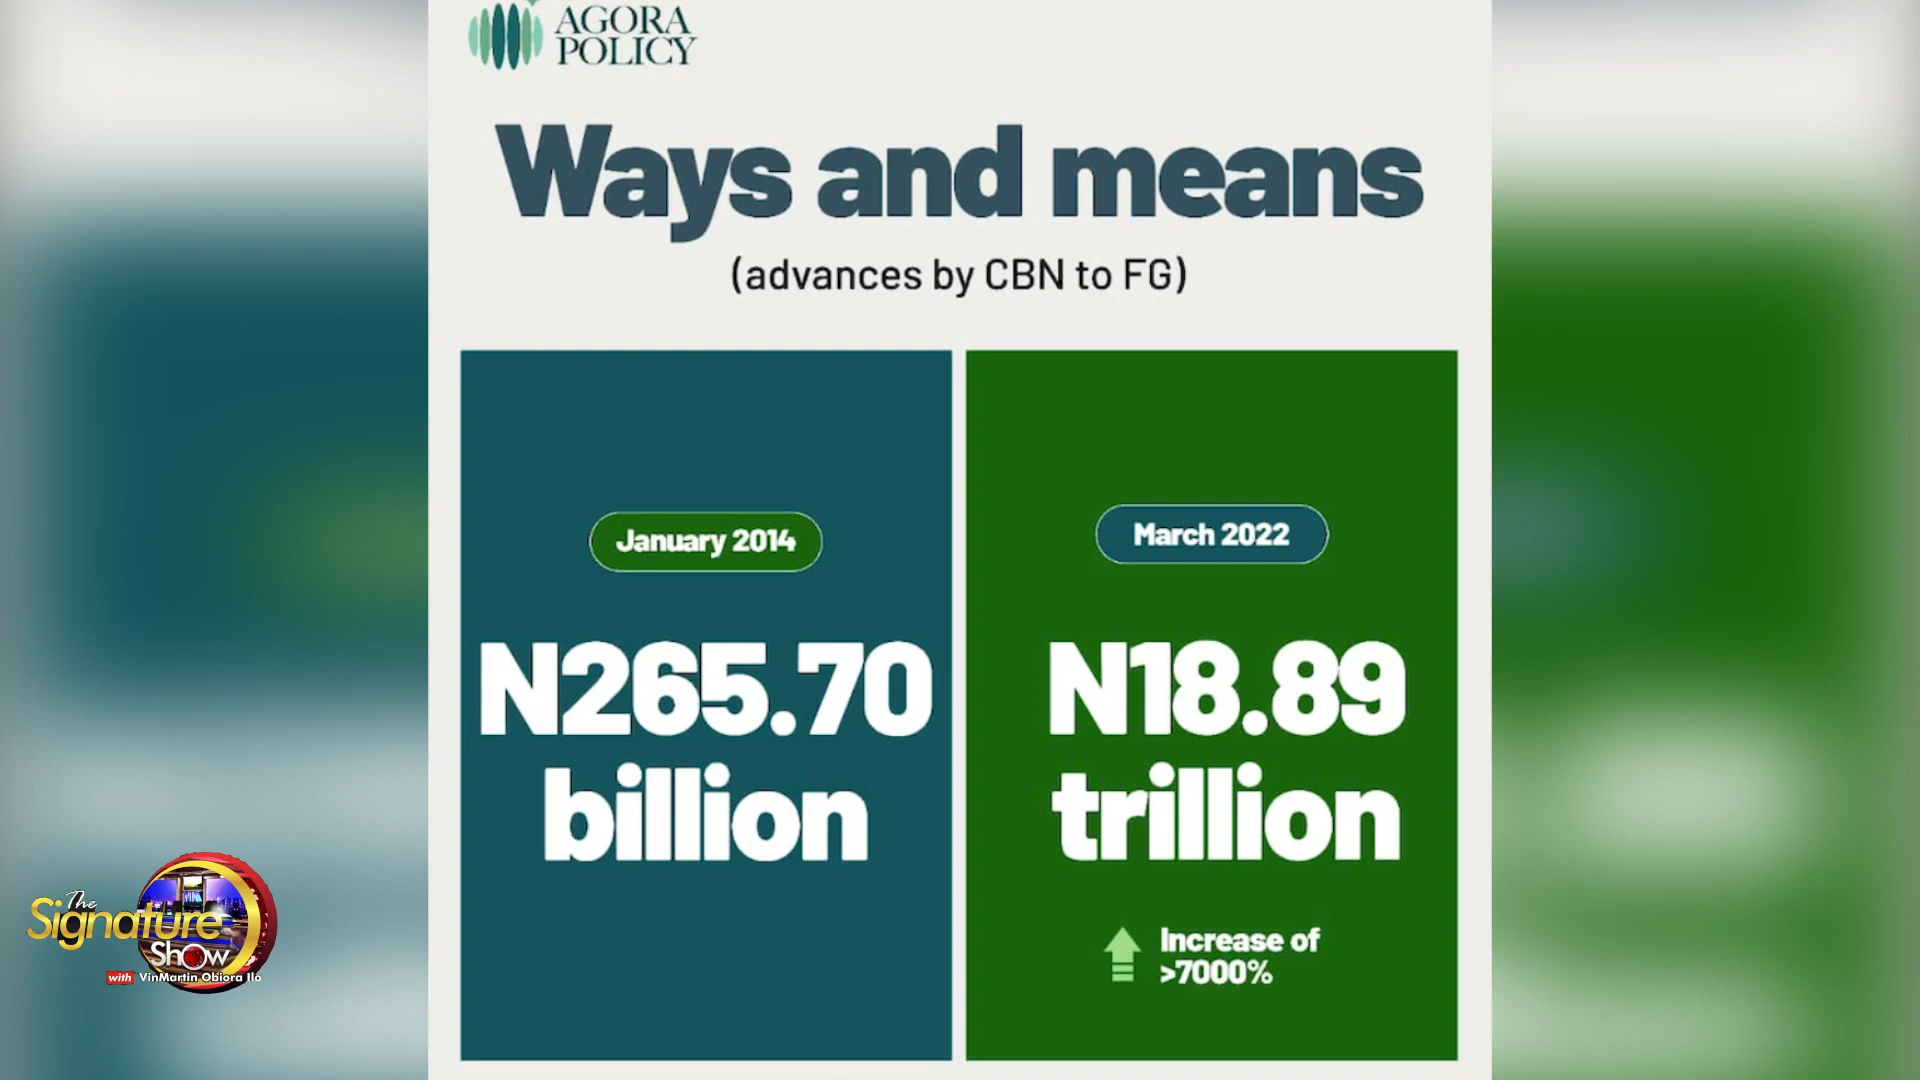 AGORA
POLICY
Ways and means
(advances by CBN to FG)
January 2014
N265.70
billion
March 2022
N18.89
trillion
Increase of
>7000%
The
Signature
Show
with VinMartin Obiora Ilo